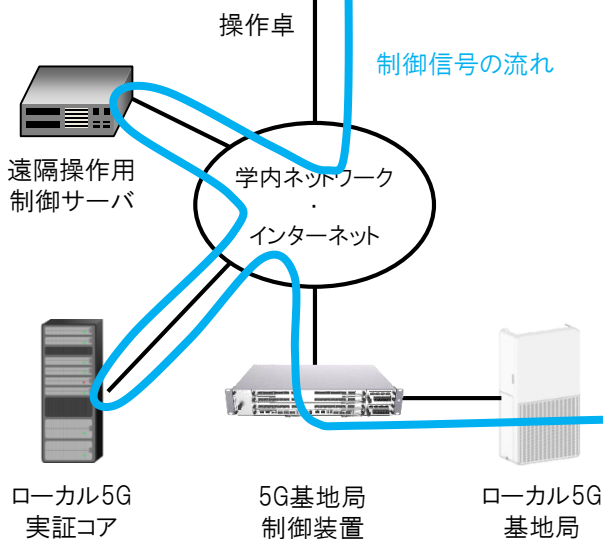 操作卓
制御信号の流れ
遠隔操作用
制御サーバ
学内ネットワーク
・
インターネット
ローカル5G
実証コア
5G基地局
制御装置
ローカル5G
基地局